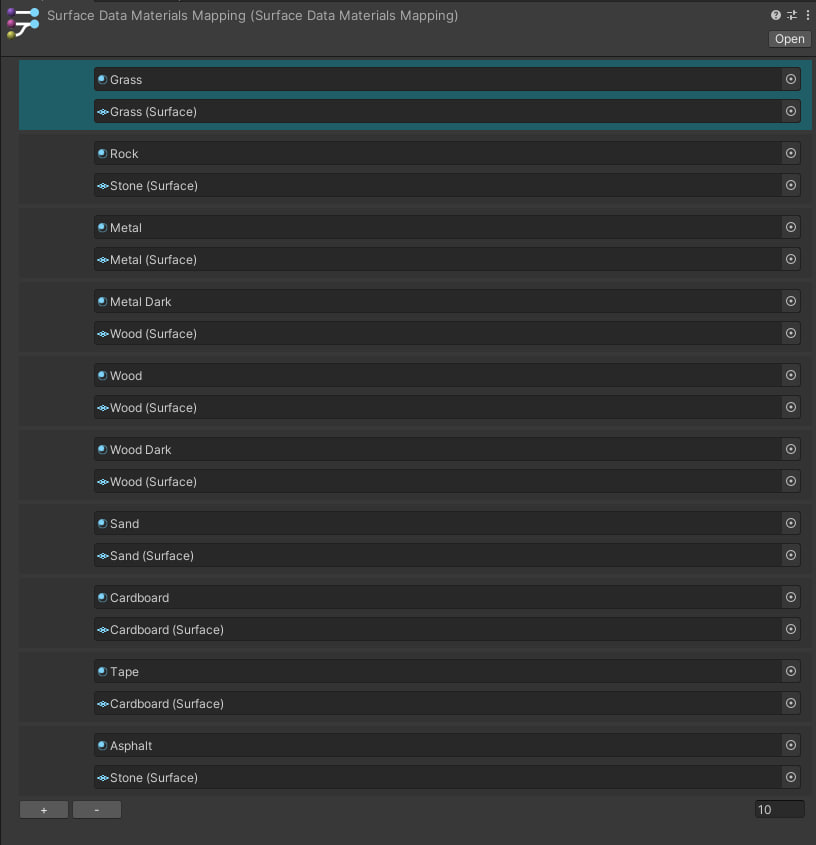 Surface Data Materials Mapping (Surface Data Materials Mapping)
Open
Grass
Grass (Surface)
Rock
Stone (Surface)
Metal
Metal (Surface)
Metal Dark
Wood (Surface)
Wood
Wood (Surface)
Wood Dark
Wood (Surface)
Sand
Sand (Surface)
Cardboard
Cardboard (Surface)
Tape
Cardboard (Surface)
Asphalt
Stone (Surface)
+ - 10